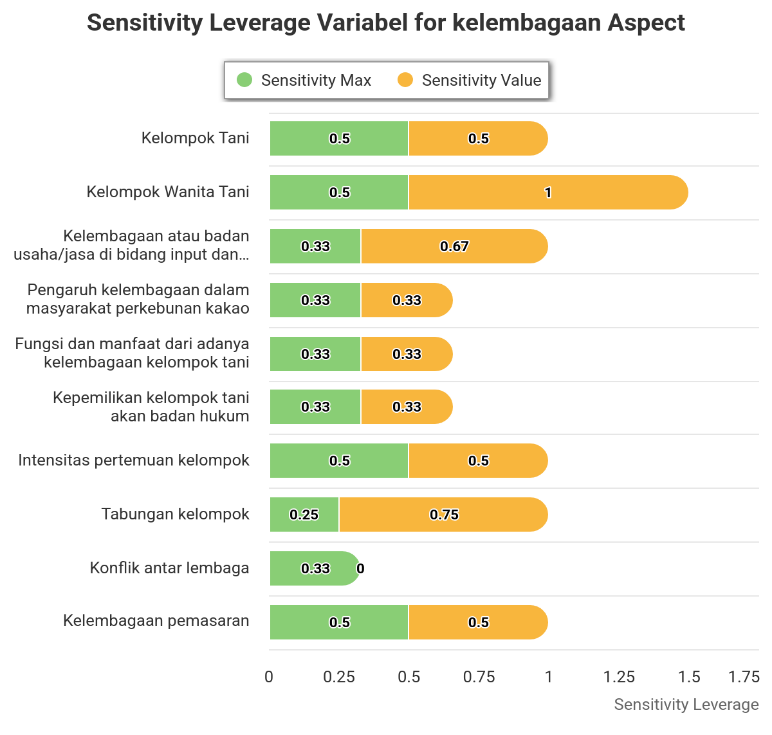 Sensitivity Leverage Variabel for kelembagaan Aspect
Sensitivity Max
Sensitivity Value
Kelompok Tani
0.5
0.5
Kelompok Wanita Tani
0.5
1
Kelembagaan atau badan
usaha/jasa di bidang input dan…
0.33
0.67
Pengaruh kelembagaan dalam
masyarakat perkebunan kakao
0.33
0.33
Fungsi dan manfaat dari adanya
kelembagaan kelompok tani
0.33
0.33
Kepemilikan kelompok tani
akan badan hukum
0.33
0.33
Intensitas pertemuan kelompok
0.5
0.5
Tabungan kelompok
0.25
0.75
Konflik antar lembaga
0.33
0
Kelembagaan pemasaran
0.5
0.5
0
0.25
0.5
0.75
1
1.25
1.5
1.75
Sensitivity Leverage